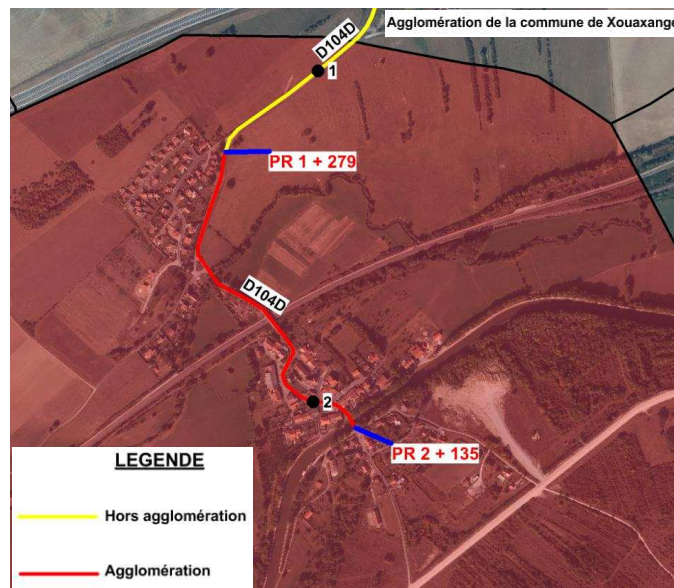 Agglomération de la commune de Xouaxange
D104D
1
PR 1 + 279
D104D
2
PR 2 + 135
LEGENDE
Hors agglomération
Agglomération